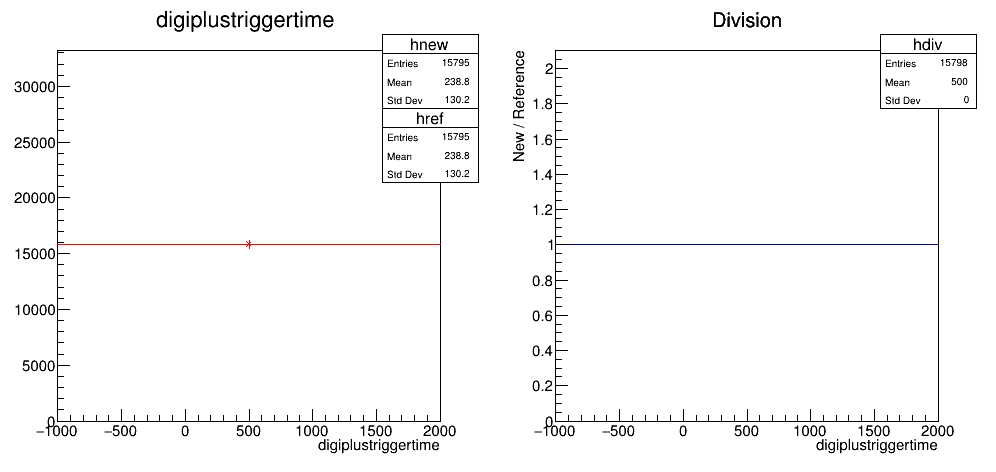 digiplustriggertime
hnew
Entries 15795
Mean 238.8
Std Dev 130.2
href
Entries 15795
Mean 238.8
Std Dev 130.2
30000
25000
20000
15000
10000
5000
0
−1000 −500 0 500 1000 1500 2000
digiplustriggertime
Division
hdiv
Entries 15798
Mean 500
Std Dev 0
New / Reference
2
1.8
1.6
1.4
1.2
1
0.8
0.6
0.4
0.2
0
−1000 −500 0 500 1000 1500 2000
digiplustriggertime